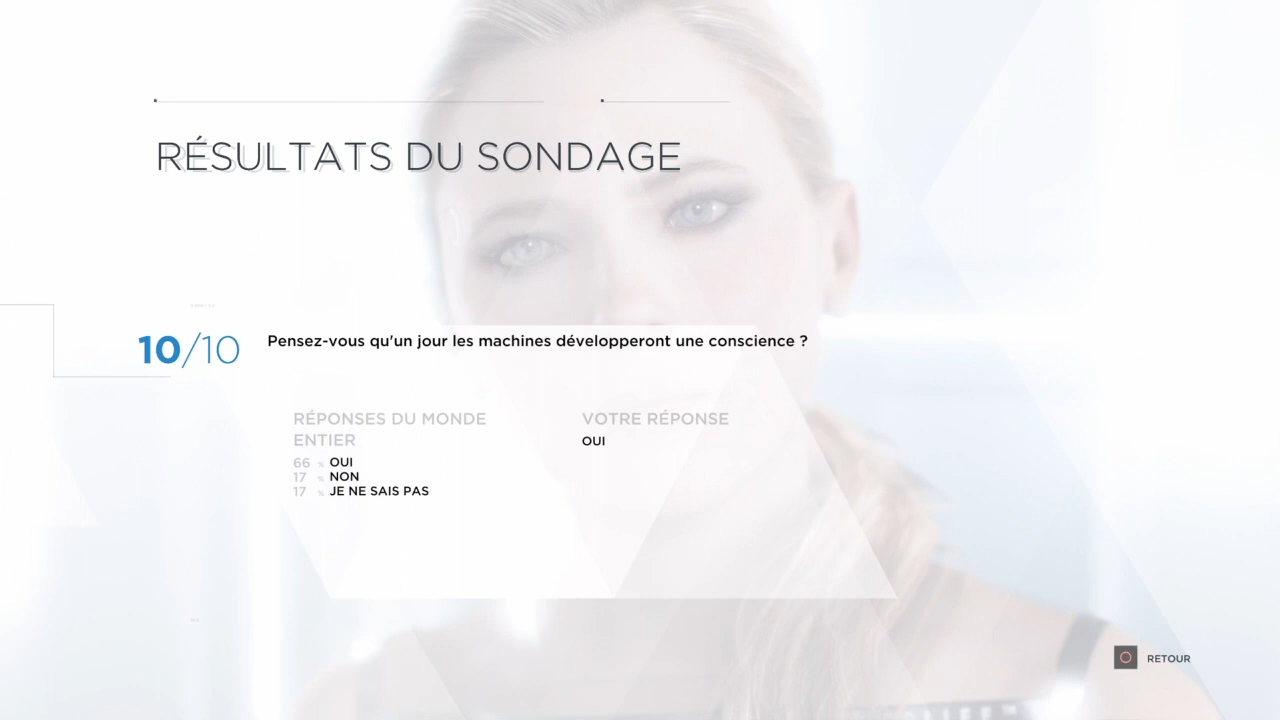 RÉSULTATS DU SONDAGE
10/10
Pensez-vous qu'un jour les machines développeront une conscience ?
RÉPONSES DU MONDE
ENTIER
66 % OUI
17 % NON
17 % JE NE SAIS PAS
VOTRE RÉPONSE
OUI
RETOUR